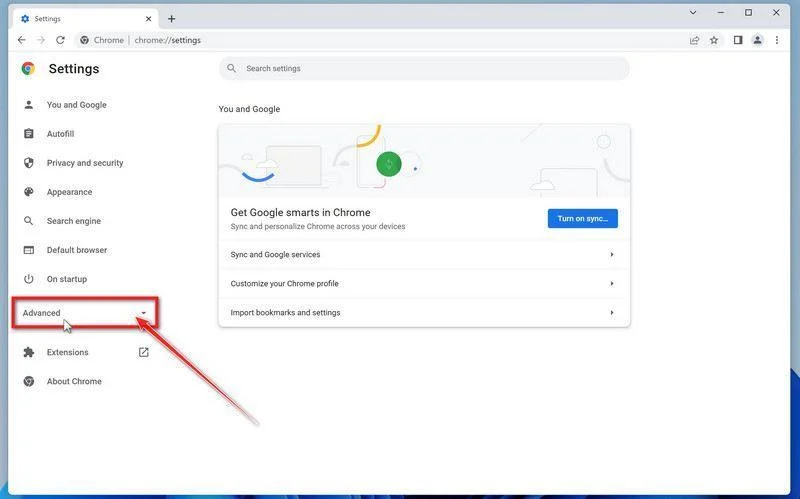 Settings
Chrome | chrome://settings
Settings
Search settings
You and Google
Autofill
Privacy and security
Appearance
Search engine
Default browser
On startup
Advanced
Extensions
About Chrome
You and Google
Get Google smarts in Chrome
Sync and personalize Chrome across your devices
Turn on sync...
Sync and Google services
Customize your Chrome profile
Import bookmarks and settings